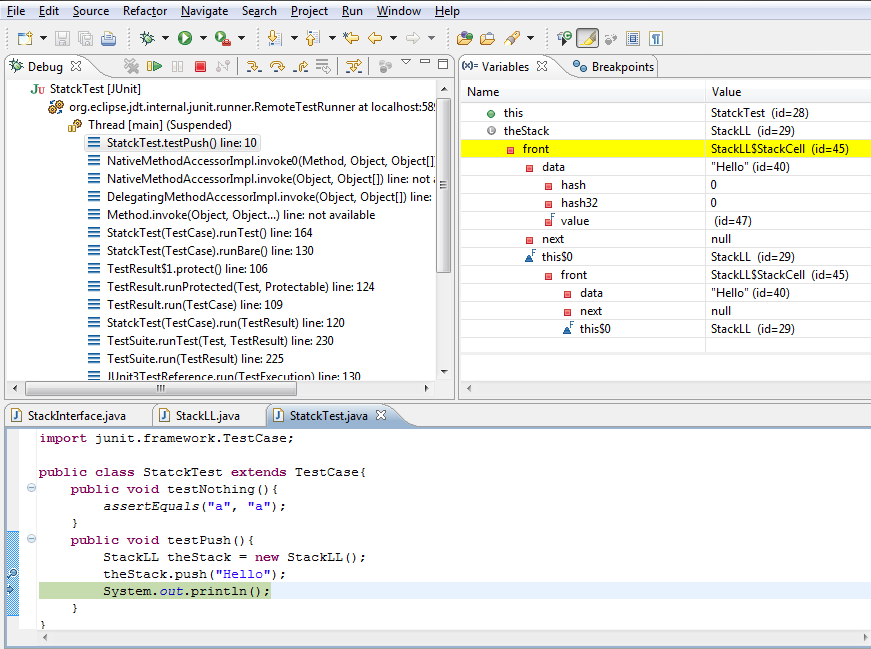 File Edit Source Refactor Navigate Search Project Run Window Help
Debug
StatckTest [JUnit]
org.eclipse.jdt.internal.junit.runner.RemoteTestRunner at localhost:58
Thread [main] (Suspended)
StatckTest.testPush() line: 10
NativeMethodAccessorImpl.invoke0(Method, Object, Object[])
NativeMethodAccessorImpl.invoke(Object, Object[]) line: not a
DelegatingMethodAccessorImpl.invoke(Object, Object[]) line:
Method.invoke(Object, Object...) line: not available
StatckTest(TestCase).runTest() line: 164
StatckTest(TestCase).runBare() line: 130
TestResult$1.protect() line: 106
TestResult.runProtected(Test, Protectable) line: 124
TestResult.run(TestCase) line: 109
StatckTest(TestCase).run(TestResult) line: 120
TestSuite.runTest(Test, TestResult) line: 230
TestSuite.run(TestResult) line: 225
JUnit3TestReference.run(TestExecution) line: 130
(x)= Variables Breakpoints
Name Value
this StatckTest (id=28)
theStack StackLL (id=29)
front StackLL$StackCell (id=45)
data "Hello" (id=40)
hash 0
hash32 0
value (id=47)
next null
this$0 StackLL (id=29)
front StackLL$StackCell (id=45)
data "Hello" (id=40)
next null
this$0 StackLL (id=29)
StackInterface.java StackLL.java StatckTest.java
import junit.framework.TestCase;
public class StatckTest extends TestCase{
public void testNothing(){
assertEquals("a", "a");
}
public void testPush(){
StackLL theStack = new StackLL();
theStack.push("Hello");
System.out.println();
}
}